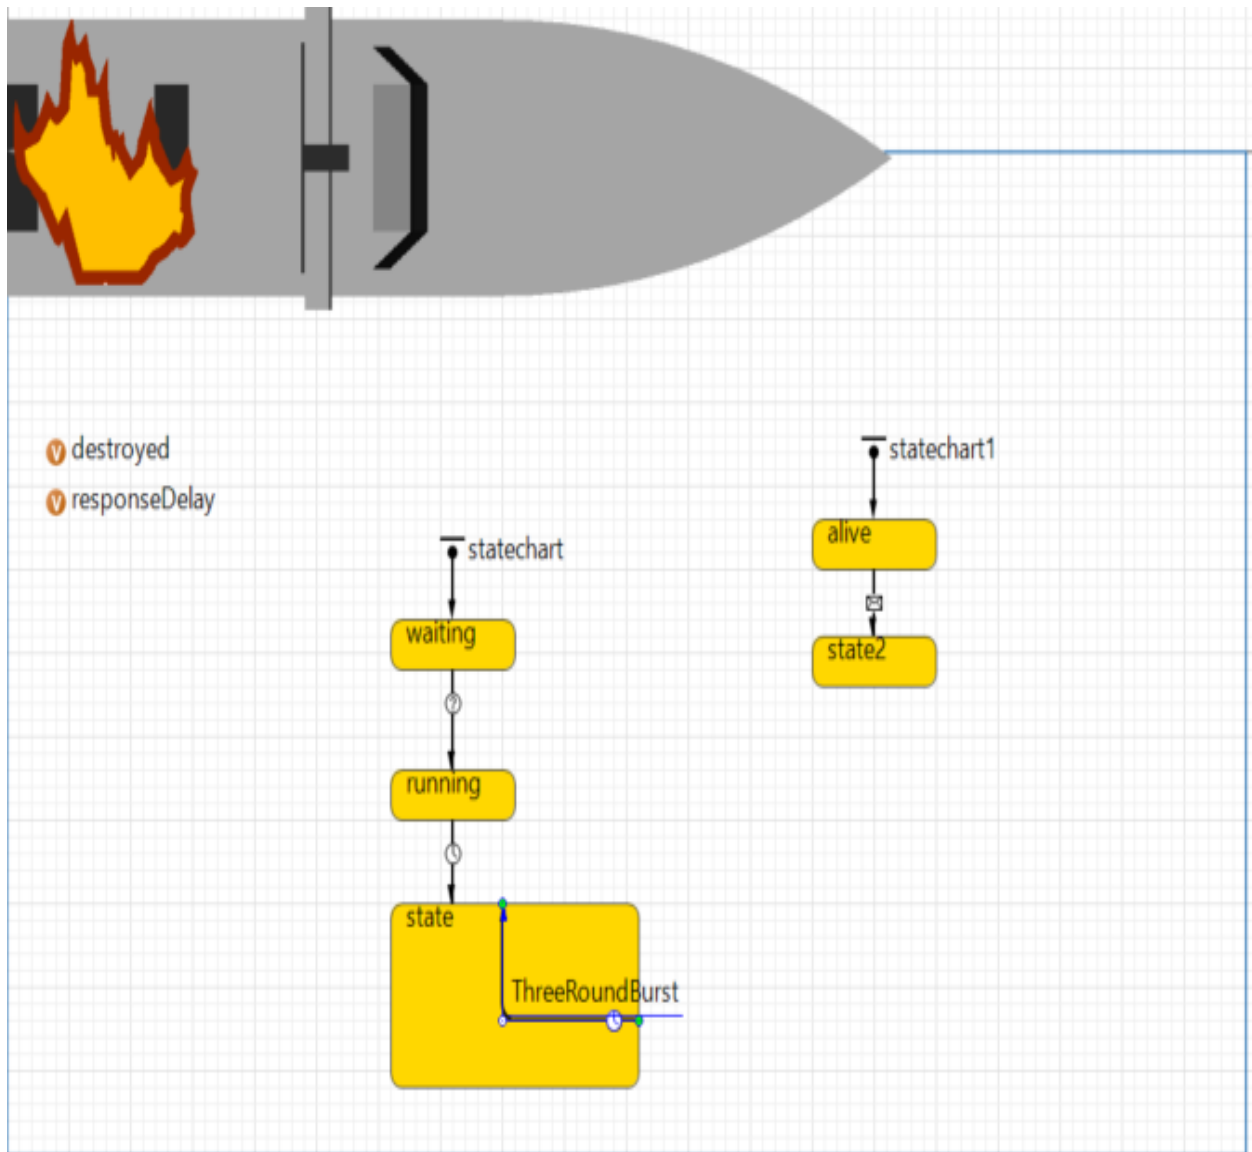 destroyed
responseDelay
statechart
waiting
running
state
ThreeRoundBurst
statechart1
alive
state2